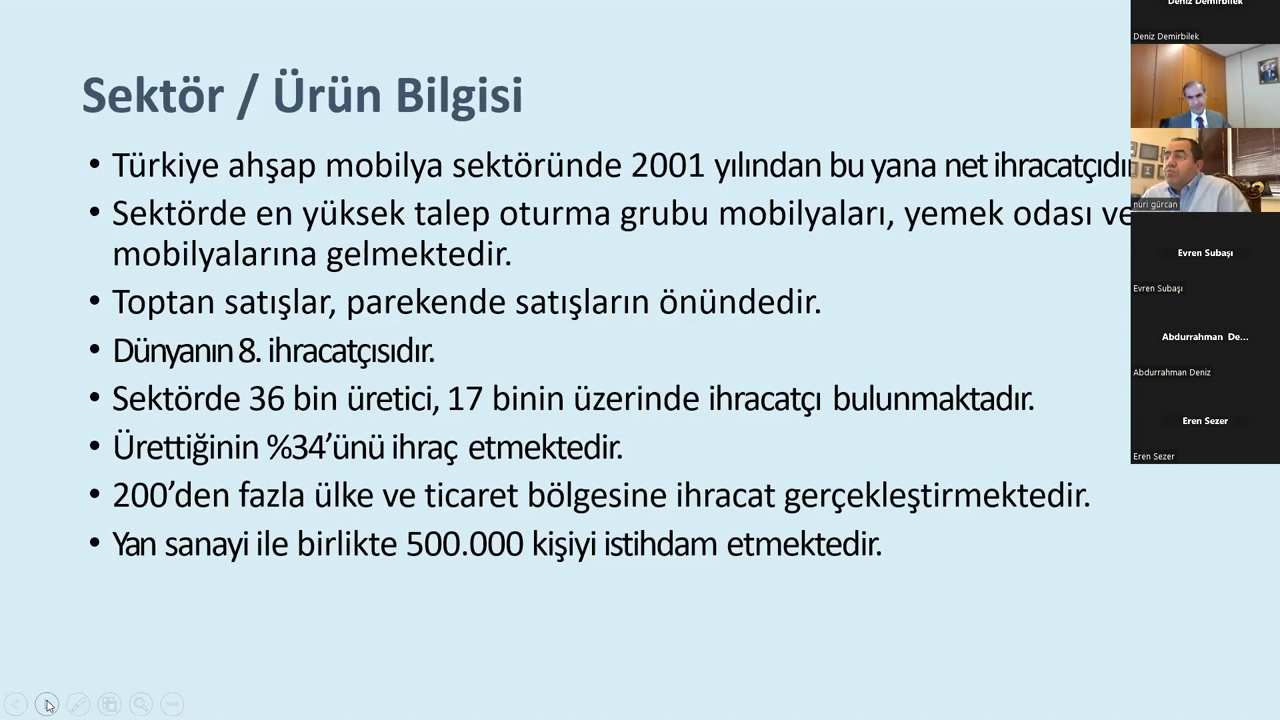 Sektör / Ürün Bilgisi
• Türkiye ahşap mobilya sektöründe 2001 yılından bu yana net ihracatçıdır
• Sektörde en yüksek talep oturma grubu mobilyaları, yemek odası ve
mobilyalarına gelmektedir.
• Toptan satışlar, parekende satışların önündedir.
• Dünyanın 8. ihracatçısıdır.
• Sektörde 36 bin üretici, 17 binin üzerinde ihracatçı bulunmaktadır.
• Ürettiğinin %34’ünü ihraç etmektedir.
• 200’den fazla ülke ve ticaret bölgesine ihracat gerçekleştirmektedir.
• Yan sanayi ile birlikte 500.000 kişiyi istihdam etmektedir.
Deniz Demirbilek
Deniz Demirbilek
nuri gürcan
Evren Subaşı
Evren Subaşı
Abdurrahman De...
Abdurrahman Deniz
Eren Sezer
Eren Sezer